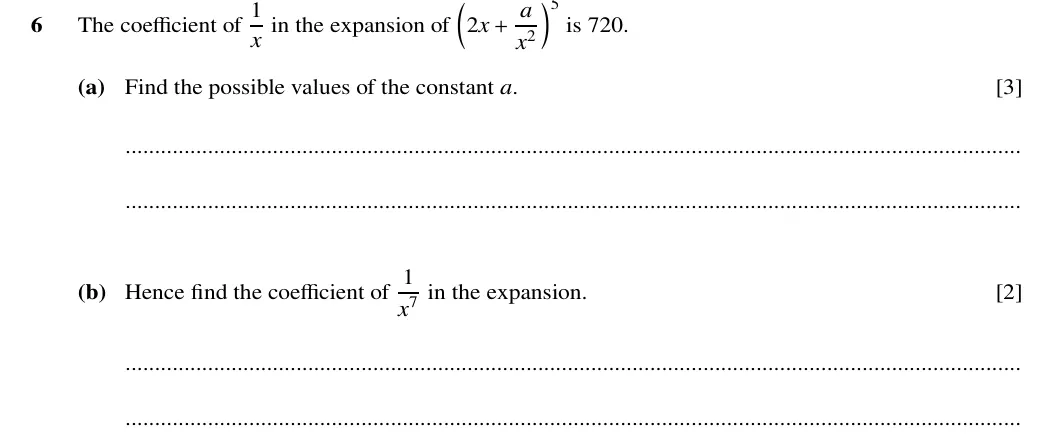 6 The coefficient of 1/x in the expansion of (2x + a/x²)⁵ is 720.
(a) Find the possible values of the constant a. [3]
(b) Hence find the coefficient of 1/x⁷ in the expansion. [2]